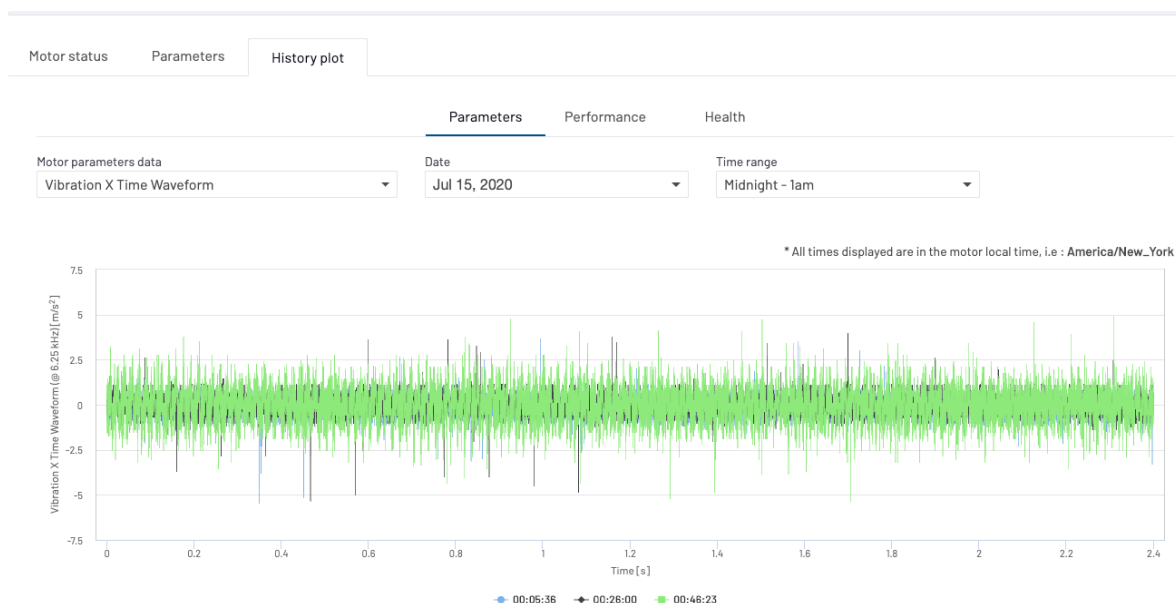 Motor status Parameters History plot
Parameters Performance Health
Motor parameters data Date Time range
Vibration X Time Waveform Jul 15, 2020 Midnight - 1am
* All times displayed are in the motor local time, i.e : America/New_York
Vibration X Time Waveform (@ 6.25 kHz) [m/s²]
7.5
5
2.5
0
-2.5
-5
-7.5
0 0.2 0.4 0.6 0.8 1 1.2 1.4 1.6 1.8 2 2.2 2.4
Time [s]
00:05:36 00:26:00 00:46:23